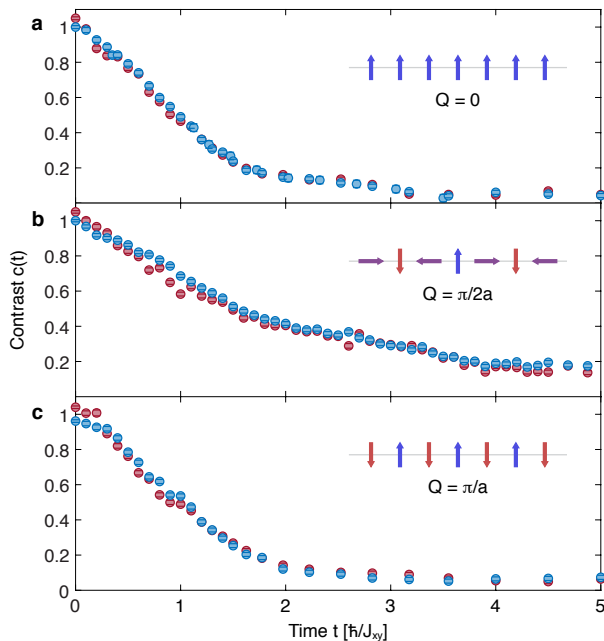 a
1
0.8
0.6
0.4
0.2
Q = 0
b
1
0.8
0.6
0.4
0.2
Q = π/2a
Contrast c(t)
c
1
0.8
0.6
0.4
0.2
0
Q = π/a
0 1 2 3 4 5
Time t [ħ/Jxy]